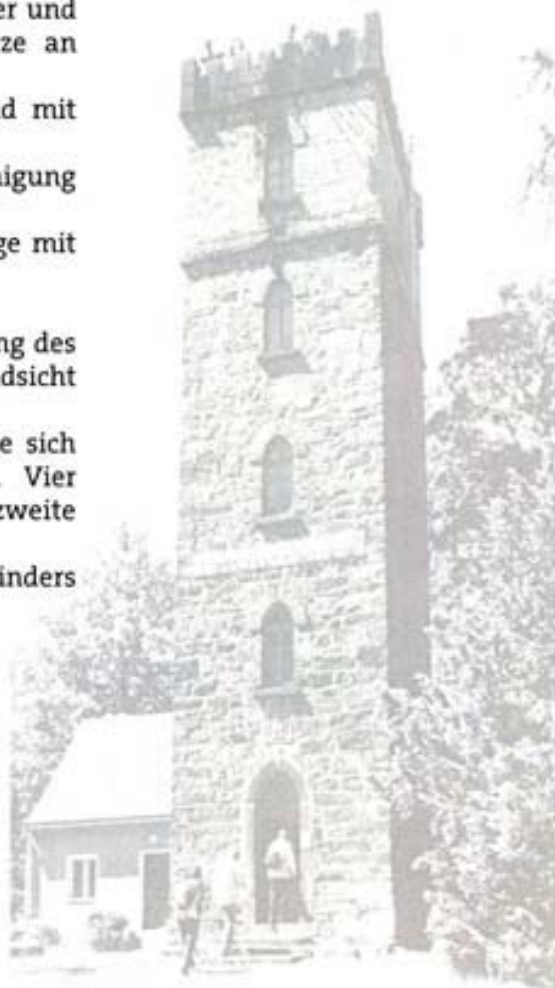 er und
ze an
d mit
nigung
ge mit
ng des
dsicht
e sich
. Vier
zweite
inders